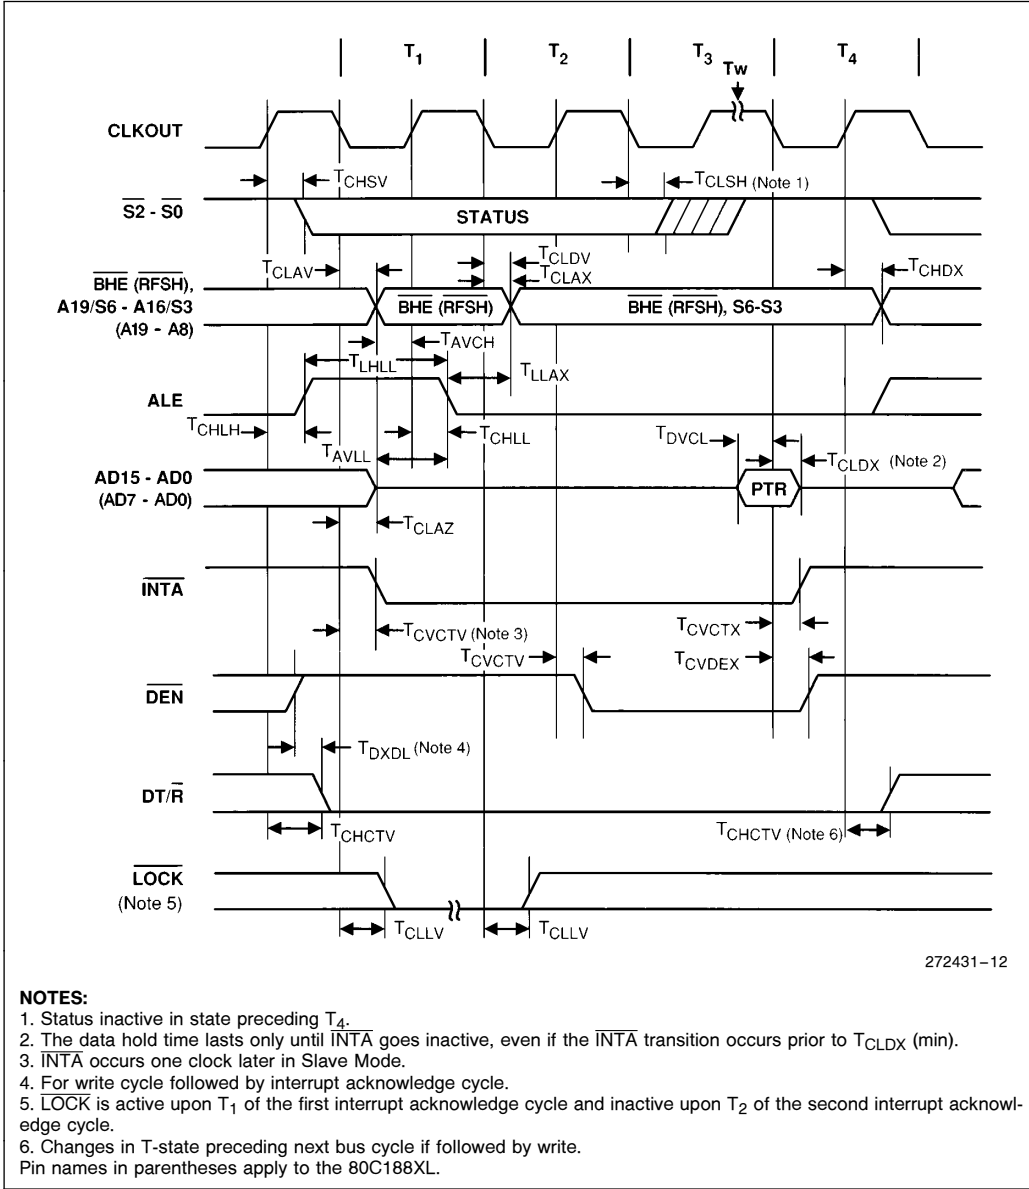 T1 T2 T3 T4
TW
CLKOUT
TCHSV
TCLSH (Note 1)
S2 - S0
STATUS
TCLDV
TCLAV
TCLAX
TCHDX
BHE (RFSH),
A19/S6 - A16/S3
(A19 - A8)
BHE (RFSH)
BHE (RFSH), S6-S3
TAVCH
TLHLL
TLLAX
ALE
TCHLH
TCHLL
TDVCL
TAVLL
TCLDX (Note 2)
AD15 - AD0
(AD7 - AD0)
PTR
TCLAZ
INTA
TCVCTV (Note 3)
TCVCTX
TCVCTV
TCVDEX
DEN
TDXDL (Note 4)
DT/R
TCHCTV
TCHCTV (Note 6)
LOCK
(Note 5)
TCLLV
TCLLV
272431–12
NOTES:
1. Status inactive in state preceding T4.
2. The data hold time lasts only until INTA goes inactive, even if the INTA transition occurs prior to TCLDX (min).
3. INTA occurs one clock later in Slave Mode.
4. For write cycle followed by interrupt acknowledge cycle.
5. LOCK is active upon T1 of the first interrupt acknowledge cycle and inactive upon T2 of the second interrupt acknowl-
edge cycle.
6. Changes in T-state preceding next bus cycle if followed by write.
Pin names in parentheses apply to the 80C188XL.